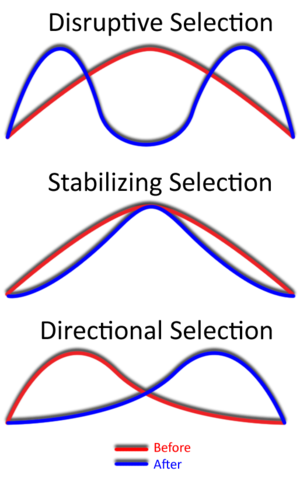 Disruptive Selection
Stabilizing Selection
Directional Selection
Before
After